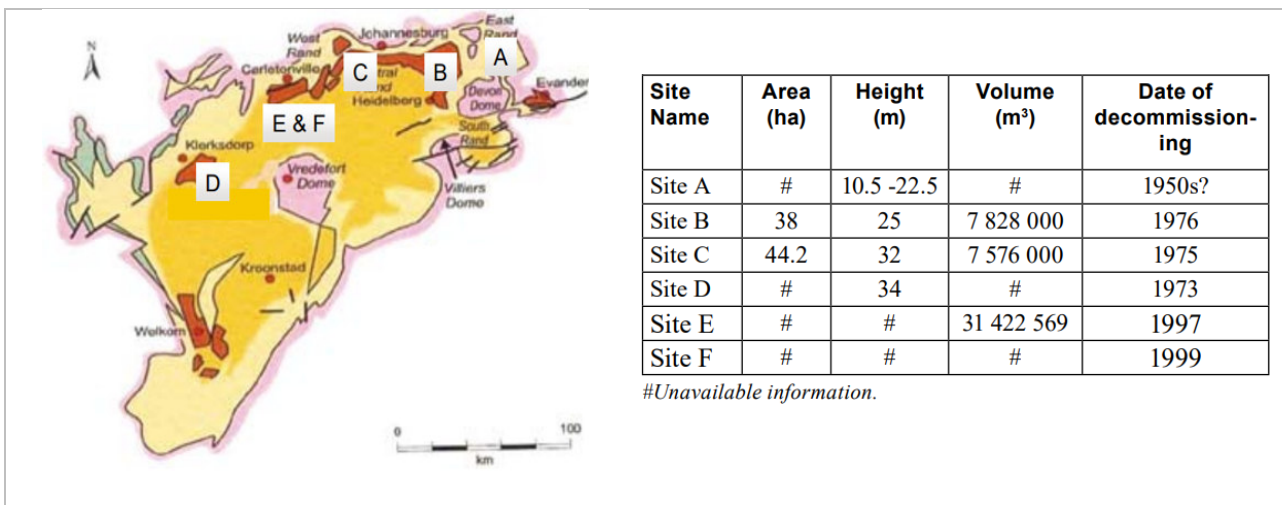 N
West
Rand
Johannesburg
East
Rand
A
Carletonville
C
tral
nd
B
Heidelberg
Devon
Dome
Evander
E & F
South
Rand
Klerksdorp
D
Vredefort
Dome
Villiers
Dome
Kroonstad
Welkom
0 100
km
Site Name Area (ha) Height (m) Volume (m³) Date of decommission-ing
Site A # 10.5 -22.5 # 1950s?
Site B 38 25 7 828 000 1976
Site C 44.2 32 7 576 000 1975
Site D # 34 # 1973
Site E # # 31 422 569 1997
Site F # # # 1999
#Unavailable information.